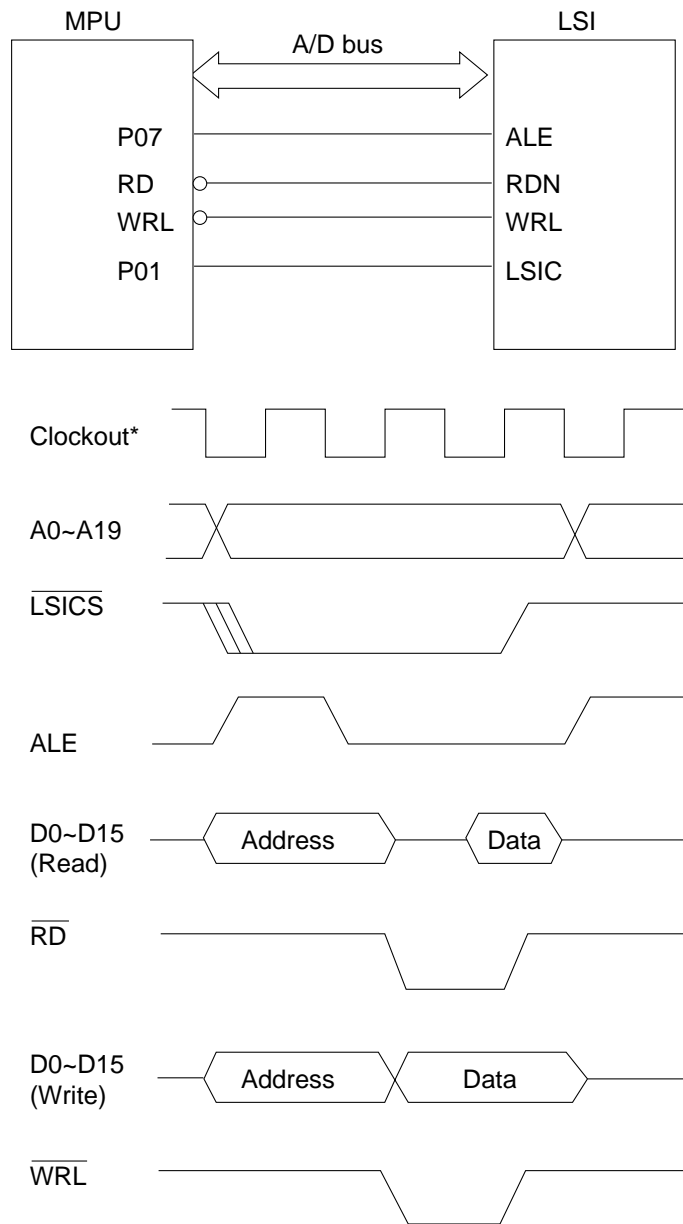 MPU
LSI
A/D bus
P07
ALE
RD
RDN
WRL
WRL
P01
LSIC
Clockout*
A0~A19
LSICS
ALE
D0~D15
(Read)
Address
Data
RD
D0~D15
(Write)
Address
Data
WRL